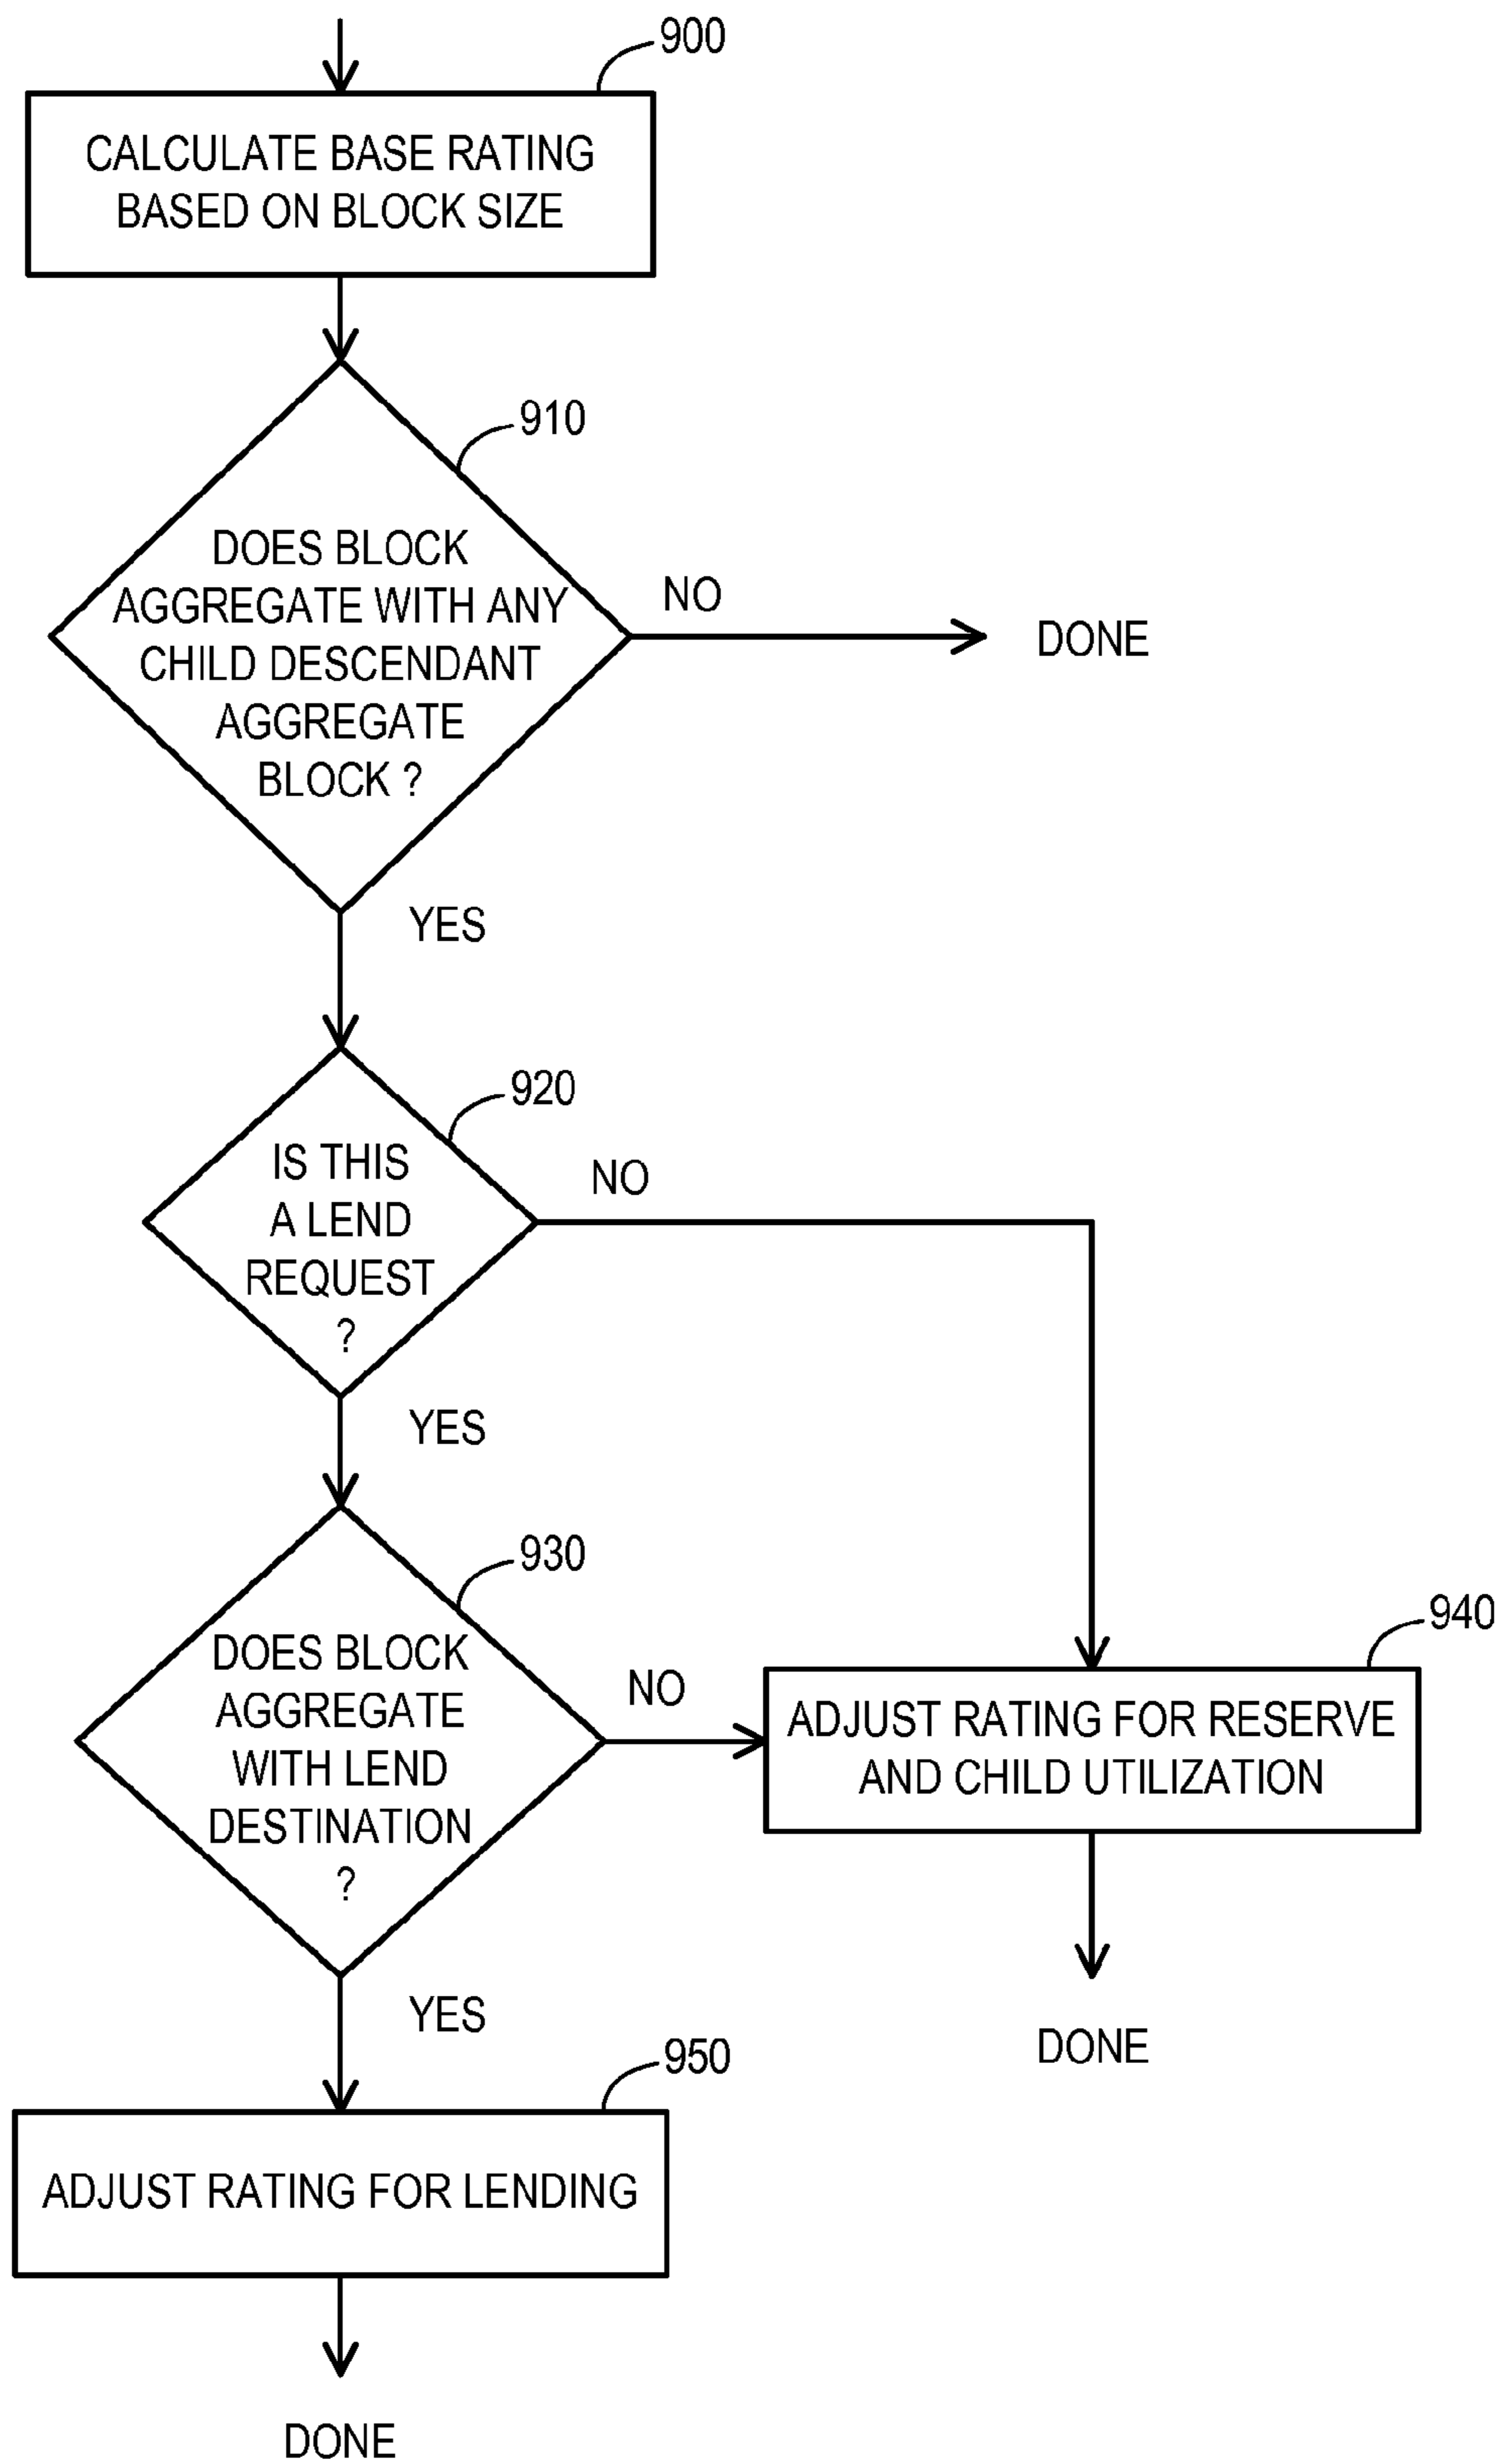 900
CALCULATE BASE RATING
BASED ON BLOCK SIZE
910
DOES BLOCK
AGGREGATE WITH ANY
CHILD DESCENDANT
AGGREGATE
BLOCK ?
NO
DONE
YES
920
IS THIS
A LEND
REQUEST
?
NO
YES
930
DOES BLOCK
AGGREGATE
WITH LEND
DESTINATION
?
NO
940
ADJUST RATING FOR RESERVE
AND CHILD UTILIZATION
DONE
YES
950
ADJUST RATING FOR LENDING
DONE